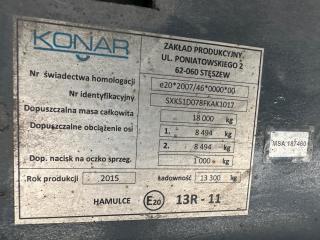 KONAR
ZAKŁAD PRODUKCYJNY
UL. PONIATOWSKIEGO 2
62-060 STĘSZEW
Nr świadectwa homologacji e20*2007/46*0000*00
Nr identyfikacyjny SXKS1D078FKAK1017
Dopuszczalna masa całkowita 18 000 kg
Dopuszczalne obciążenie osi 1. 8 494 kg
2. 8 494 kg
Dop. nacisk na oczko sprzęg. 1 000 kg
Rok produkcji 2015 Ładowność 13 300 kg
HAMULCE E20 13R - 11
MSA 187460